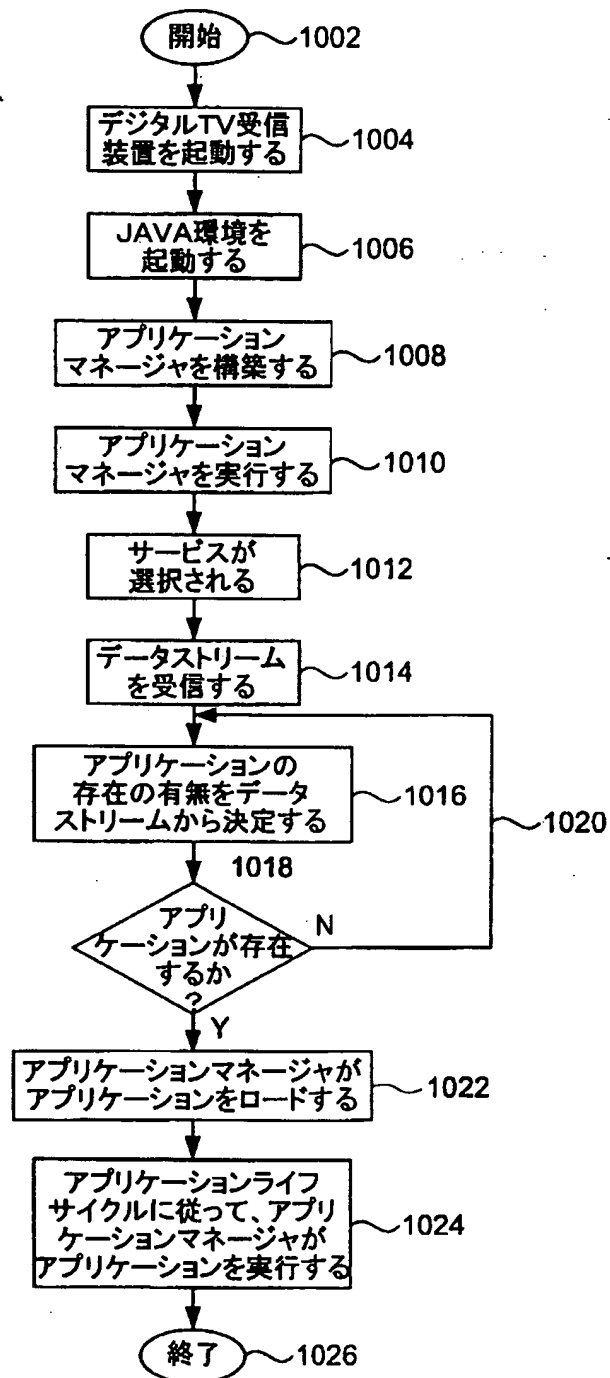 開始
1002
デジタルTV受信
装置を起動する
1004
JAVA環境を
起動する
1006
アプリケーション
マネージャを構築する
1008
アプリケーション
マネージャを実行する
1010
サービスが
選択される
1012
データストリーム
を受信する
1014
アプリケーションの
存在の有無をデータ
ストリームから決定する
1016
1020
1018
アプリ
ケーションが存在
するか
?
N
Y
アプリケーションマネージャが
アプリケーションをロードする
1022
アプリケーションライフ
サイクルに従って、アプリ
ケーションマネージャが
アプリケーションを実行する
1024
終了
1026